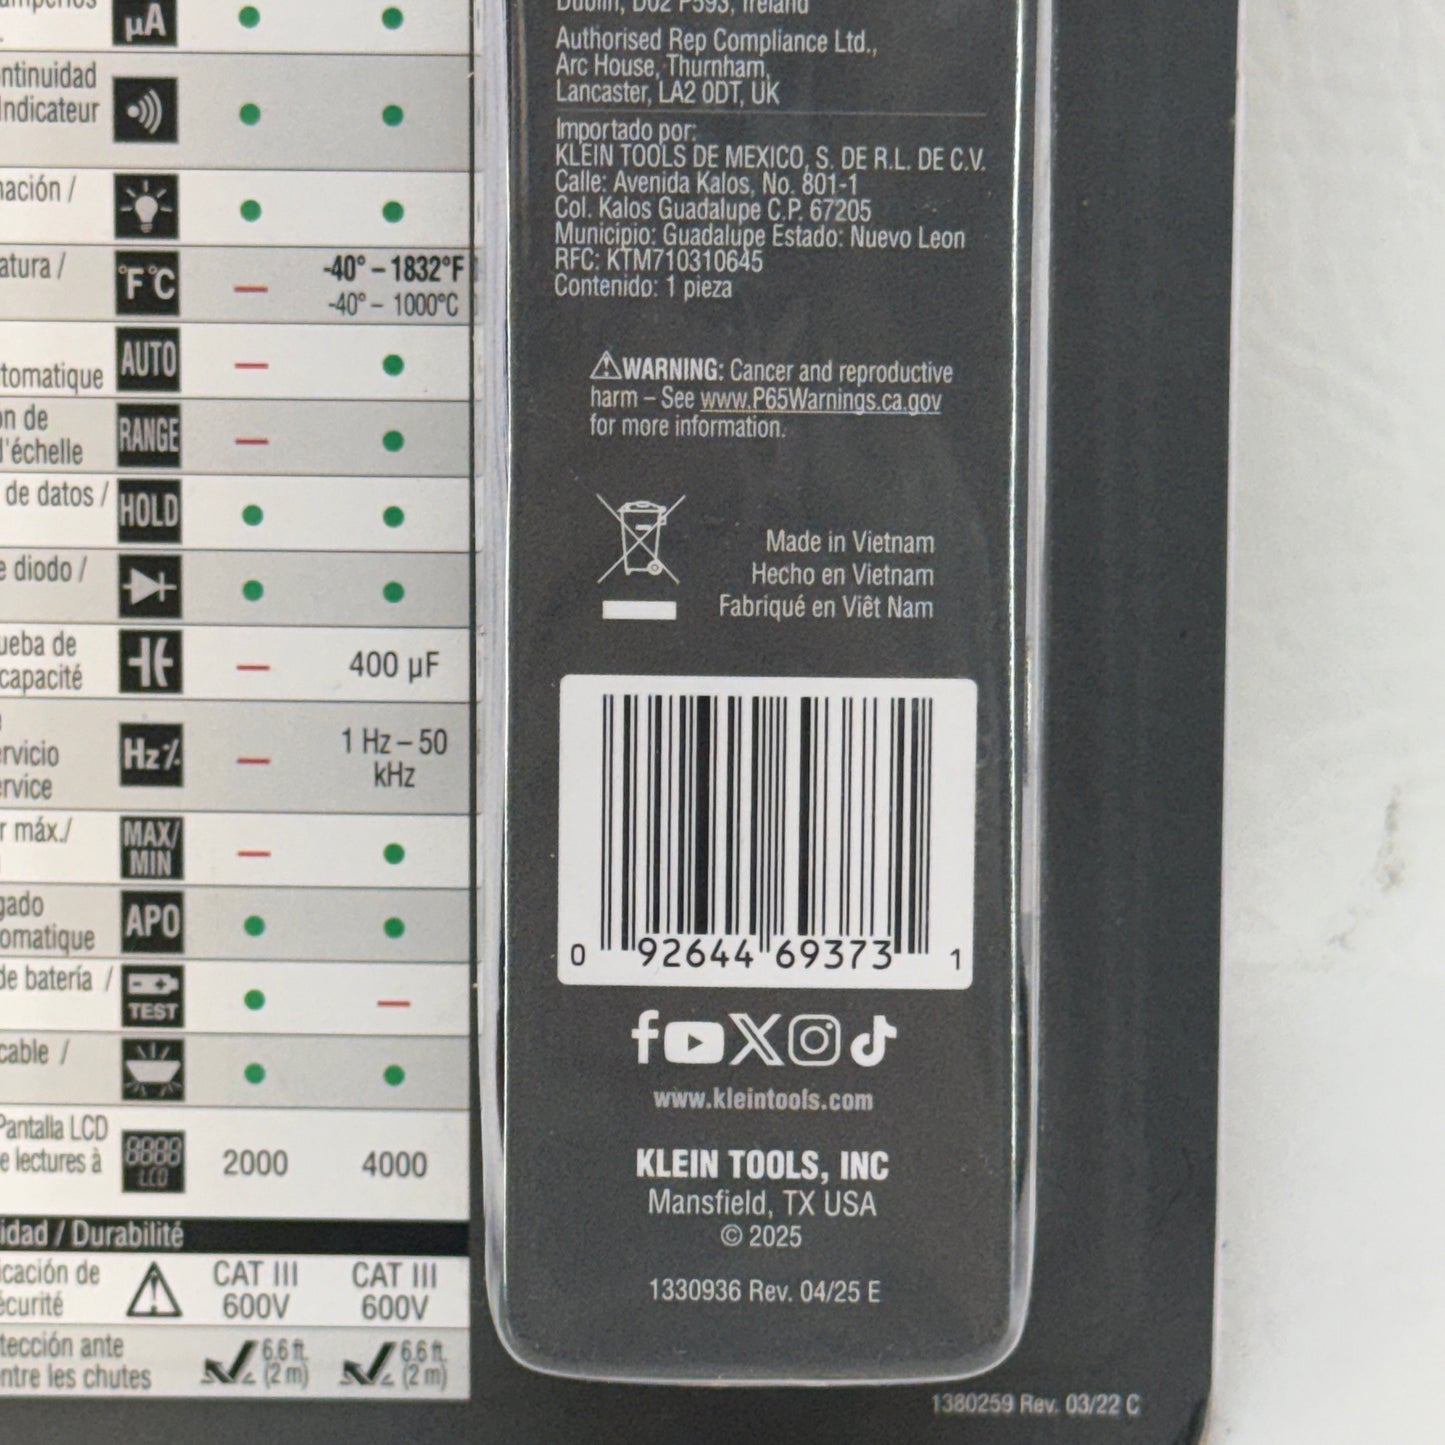 µA
ntinuidad
Indicateur
nación /
atura /
°F°C
-40° – 1832°F
-40° – 1000°C
AUTO
tomatique
n de
l'échelle
RANGE
de datos /
HOLD
e diodo /
ueba de
capacité
400 µF
rvicio
ervice
Hz%
1 Hz – 50
kHz
r máx./
MAX/
MIN
gado
omatique
APO
de batería /
TEST
cable /
Pantalla LCD
e lectures à
8888
LCD
2000
4000
idad / Durabilité
cación de
écurité
CAT III
600V
CAT III
600V
tección ante
ntre les chutes
6.6 ft.
(2 m)
6.6 ft.
(2 m)
Dublin, D02 P593, Ireland
Authorised Rep Compliance Ltd.,
Arc House, Thurnham,
Lancaster, LA2 0DT, UK
Importado por:
KLEIN TOOLS DE MEXICO, S. DE R.L. DE C.V.
Calle: Avenida Kalos, No. 801-1
Col. Kalos Guadalupe C.P. 67205
Municipio: Guadalupe Estado: Nuevo Leon
RFC: KTM710310645
Contenido: 1 pieza
WARNING: Cancer and reproductive
harm – See www.P65Warnings.ca.gov
for more information.
Made in Vietnam
Hecho en Vietnam
Fabriqué en Viêt Nam
0 92644 69373 1
www.kleintools.com
KLEIN TOOLS, INC
Mansfield, TX USA
© 2025
1330936 Rev. 04/25 E
1380259 Rev. 03/22 C